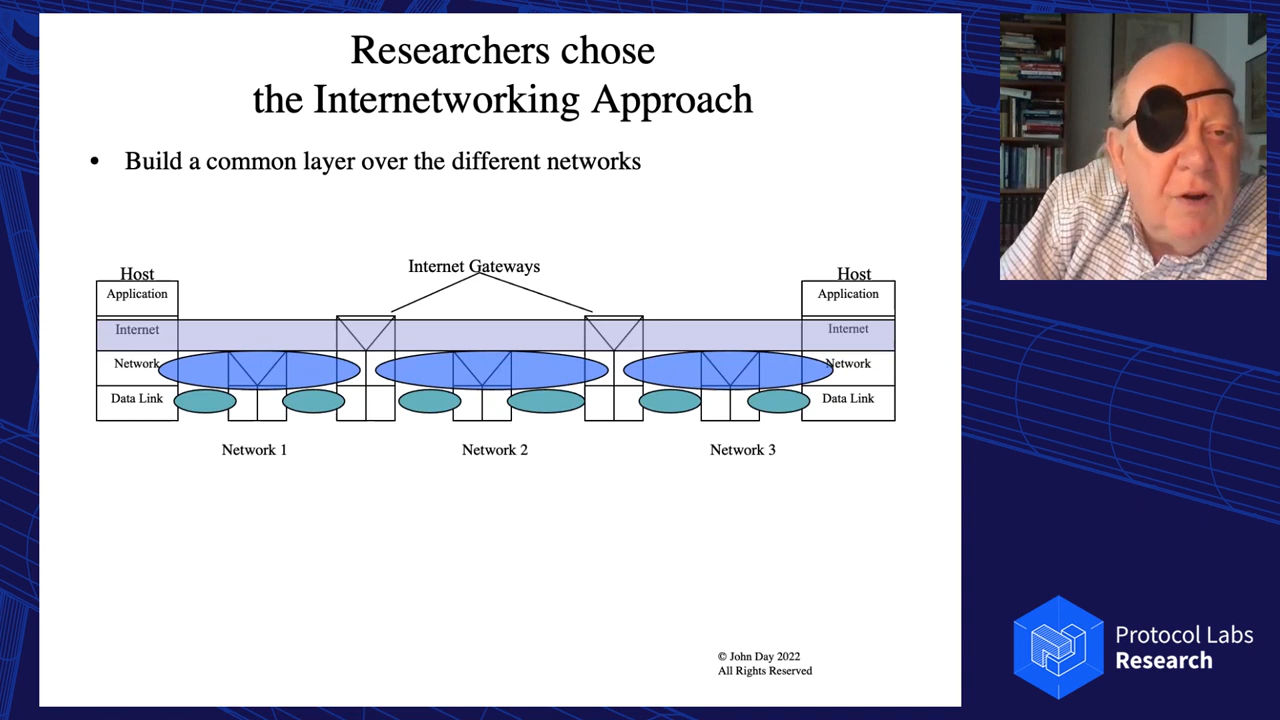 Researchers chose
the Internetworking Approach
• Build a common layer over the different networks
Internet Gateways
Host
Host
Application
Application
Internet
Internet
Network
Network
Data Link
Data Link
Network 1
Network 2
Network 3
© John Day 2022
All Rights Reserved
Protocol Labs
Research